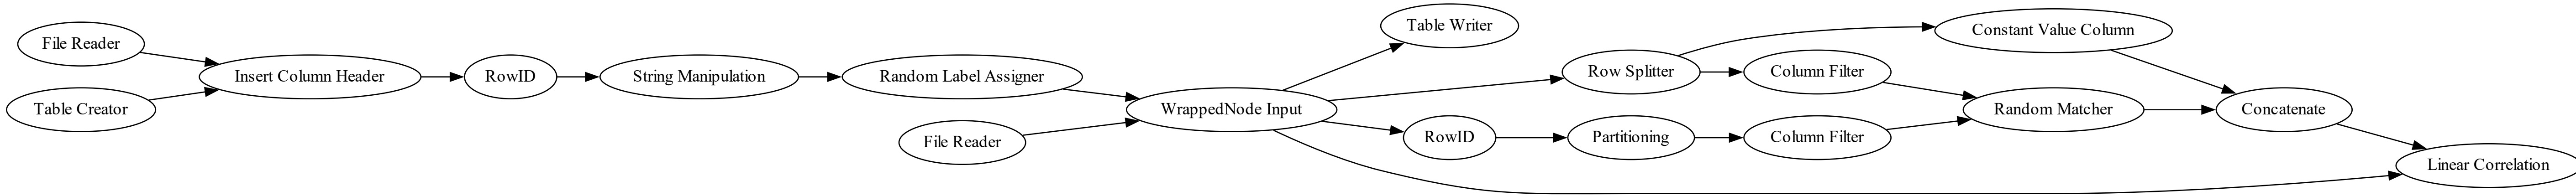 File Reader
Table Creator
Insert Column Header
RowID
String Manipulation
Random Label Assigner
File Reader
WrappedNode Input
Table Writer
Row Splitter
RowID
Partitioning
Column Filter
Column Filter
Constant Value Column
Random Matcher
Concatenate
Linear Correlation